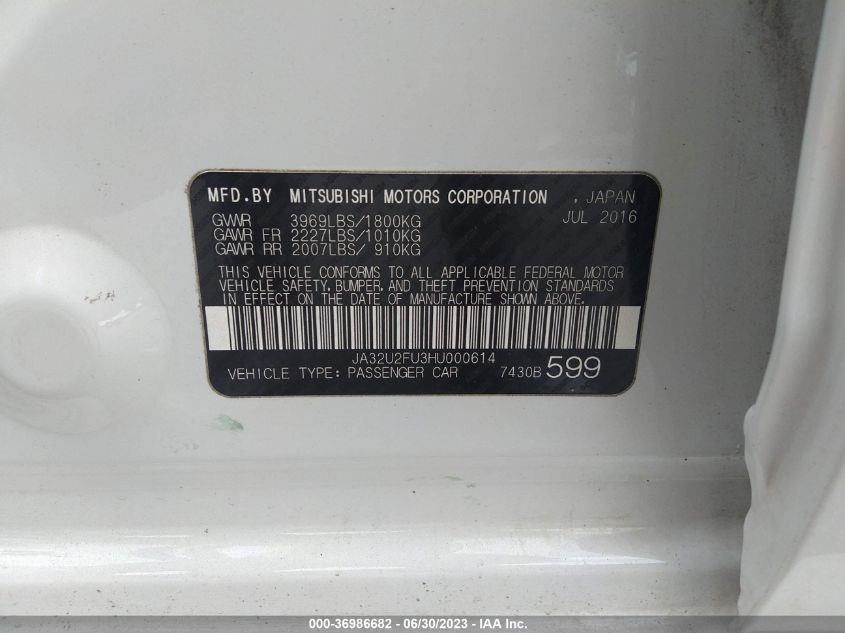 MFD.BY MITSUBISHI MOTORS CORPORATION , JAPAN
JUL 2016
GVWR 3969LBS/1800KG
GAWR FR 2227LBS/1010KG
GAWR RR 2007LBS/ 910KG
THIS VEHICLE CONFORMS TO ALL APPLICABLE FEDERAL MOTOR
VEHICLE SAFETY, BUMPER, AND THEFT PREVENTION STANDARDS
IN EFFECT ON THE DATE OF MANUFACTURE SHOWN ABOVE.
JA32U2FU3HU000614
VEHICLE TYPE: PASSENGER CAR 7430B 599
000-36986682 - 06/30/2023 - IAA Inc.